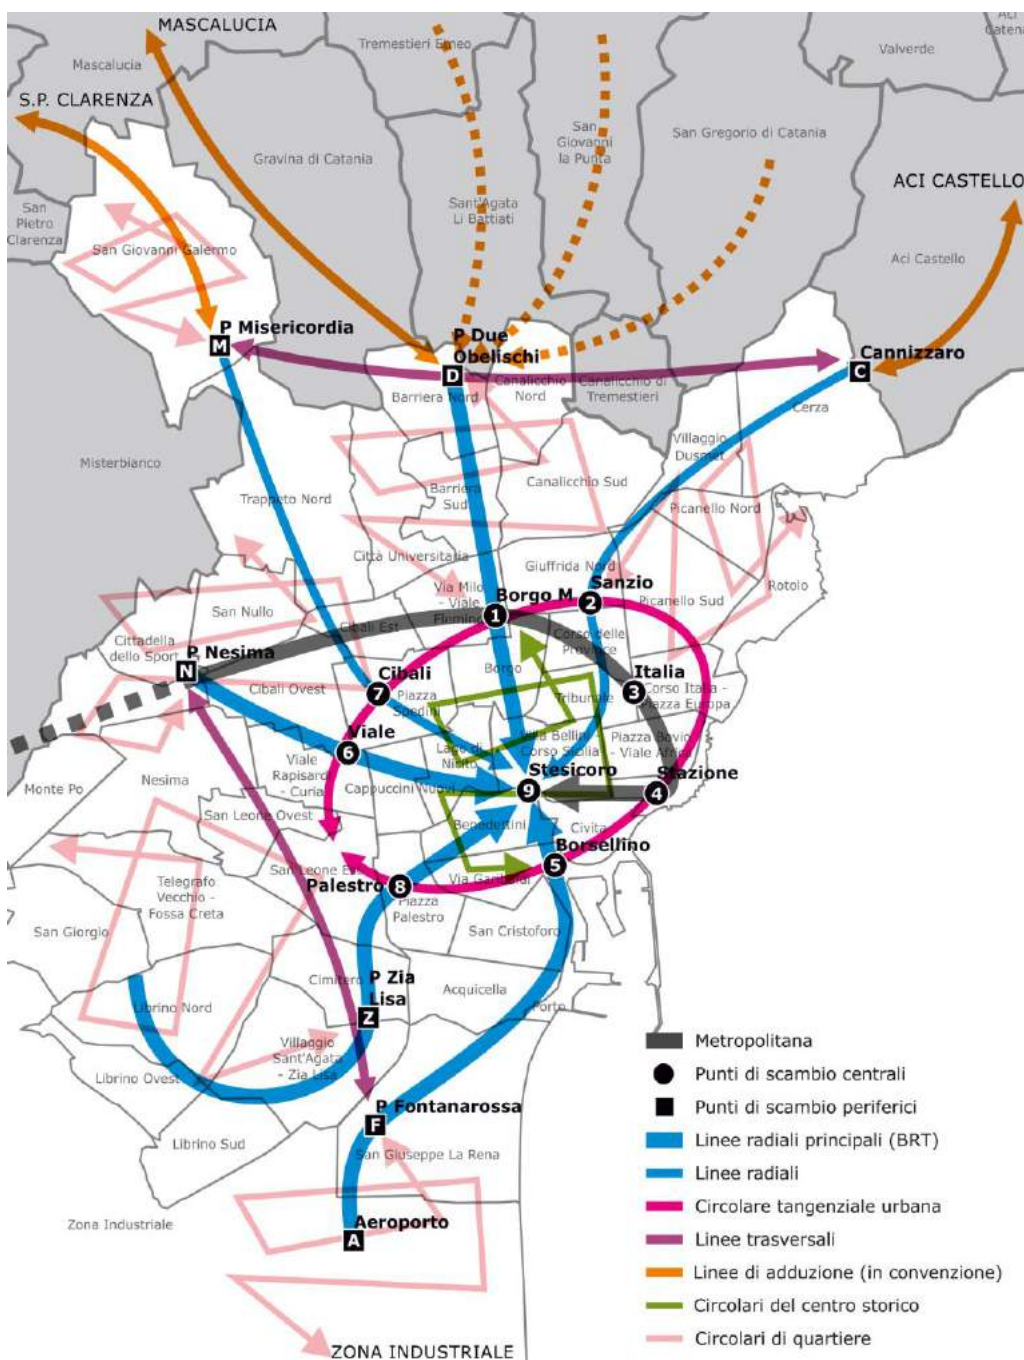 MASCALUCIA
Tremestieri Etneo
Valverde
Mascalucia
S.P. CLARENZA
Gravina di Catania
San
Giovanni
la Punta
San Gregorio di Catania
ACI CASTELLO
Sant'Agata
Li Battiati
San
Pietro
Clarenza
San Giovanni Galermo
Aci Castello
P Misericordia
M
P Due
Obelischi
D
Cannizzaro
C
Barriera Nord
Canalicchio
Nord
Canalicchio di
Tremestieri
Cerza
Villaggio
Dusmet
Misterbianco
Trappeto Nord
Barriera
Sud
Canalicchio Sud
Picanello Nord
Città Universitaria
Giuffrida Nord
Rotolo
San Nullo
Via Milo
- Viale
Fleming
Borgo M
1
Sanzio
2
Picanello Sud
Cibali Est
Cittadella
dello Sport
P Nesima
N
Corso delle
Province
Borgo
Cibali
7
Italia
3
Cibali Ovest
Piazza
Spedini
Tribunale
Corso Italia -
Piazza Europa
Viale
6
Lago di
Nisito
Villa Bellini
Corso Sicilia
Piazza Bovio
- Viale Africa
Viale
Rapisardi
- Curia
Stesicoro
9
Stazione
4
Monte Po
Nesima
Cappuccini Nuovi
San Leone Ovest
Benedettini
Civita
Borsellino
5
San Leone Est
Palestro
8
Via Garibaldi
Telegrafo
Vecchio -
Fossa Creta
Piazza
Palestro
San Giorgio
San Cristoforo
Cimitero
P Zia
Lisa
Z
Acquicella
Porto
Librino Nord
Villaggio
Sant'Agata
- Zia Lisa
Librino Ovest
P Fontanarossa
F
Librino Sud
San Giuseppe La Rena
Zona Industriale
Aeroporto
A
ZONA INDUSTRIALE
Metropolitana
Punti di scambio centrali
Punti di scambio periferici
Linee radiali principali (BRT)
Linee radiali
Circolare tangenziale urbana
Linee trasversali
Linee di adduzione (in convenzione)
Circolari del centro storico
Circolari di quartiere